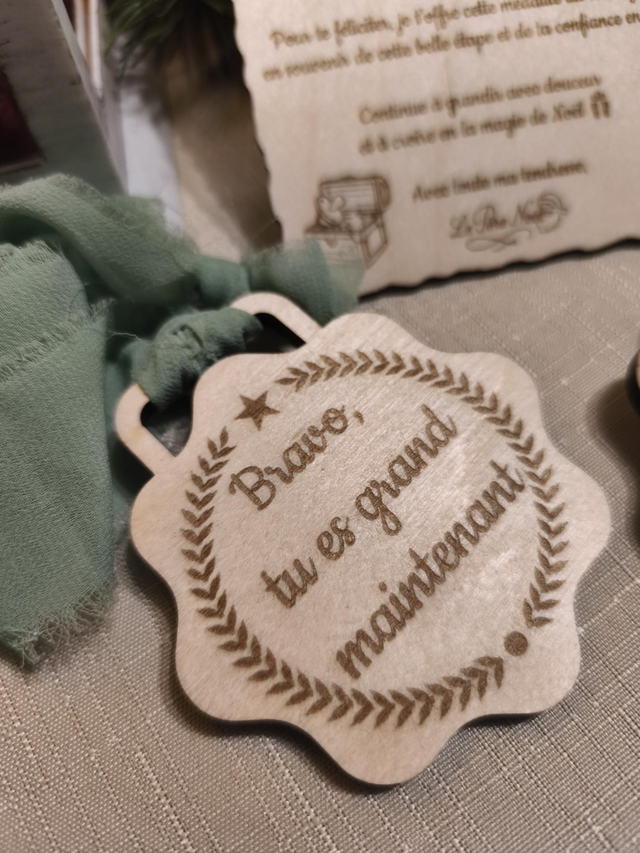 Pour te féliciter, je t'offre cette médaille
en souvenir de cette belle étape et de ta confiance en
Continue à grandir avec douceur
et à croire en la magie de Noël
Avec toute ma tendresse,
Le Père Noël
Bravo,
tu es grand
maintenant